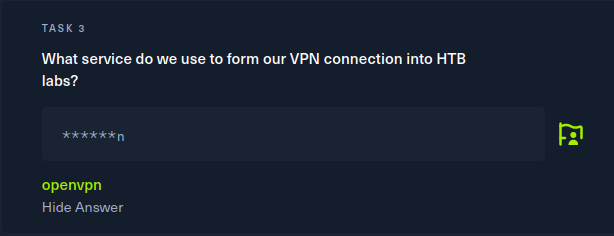 TASK 3
What service do we use to form our VPN connection into HTB
labs?
******n
openvpn
Hide Answer